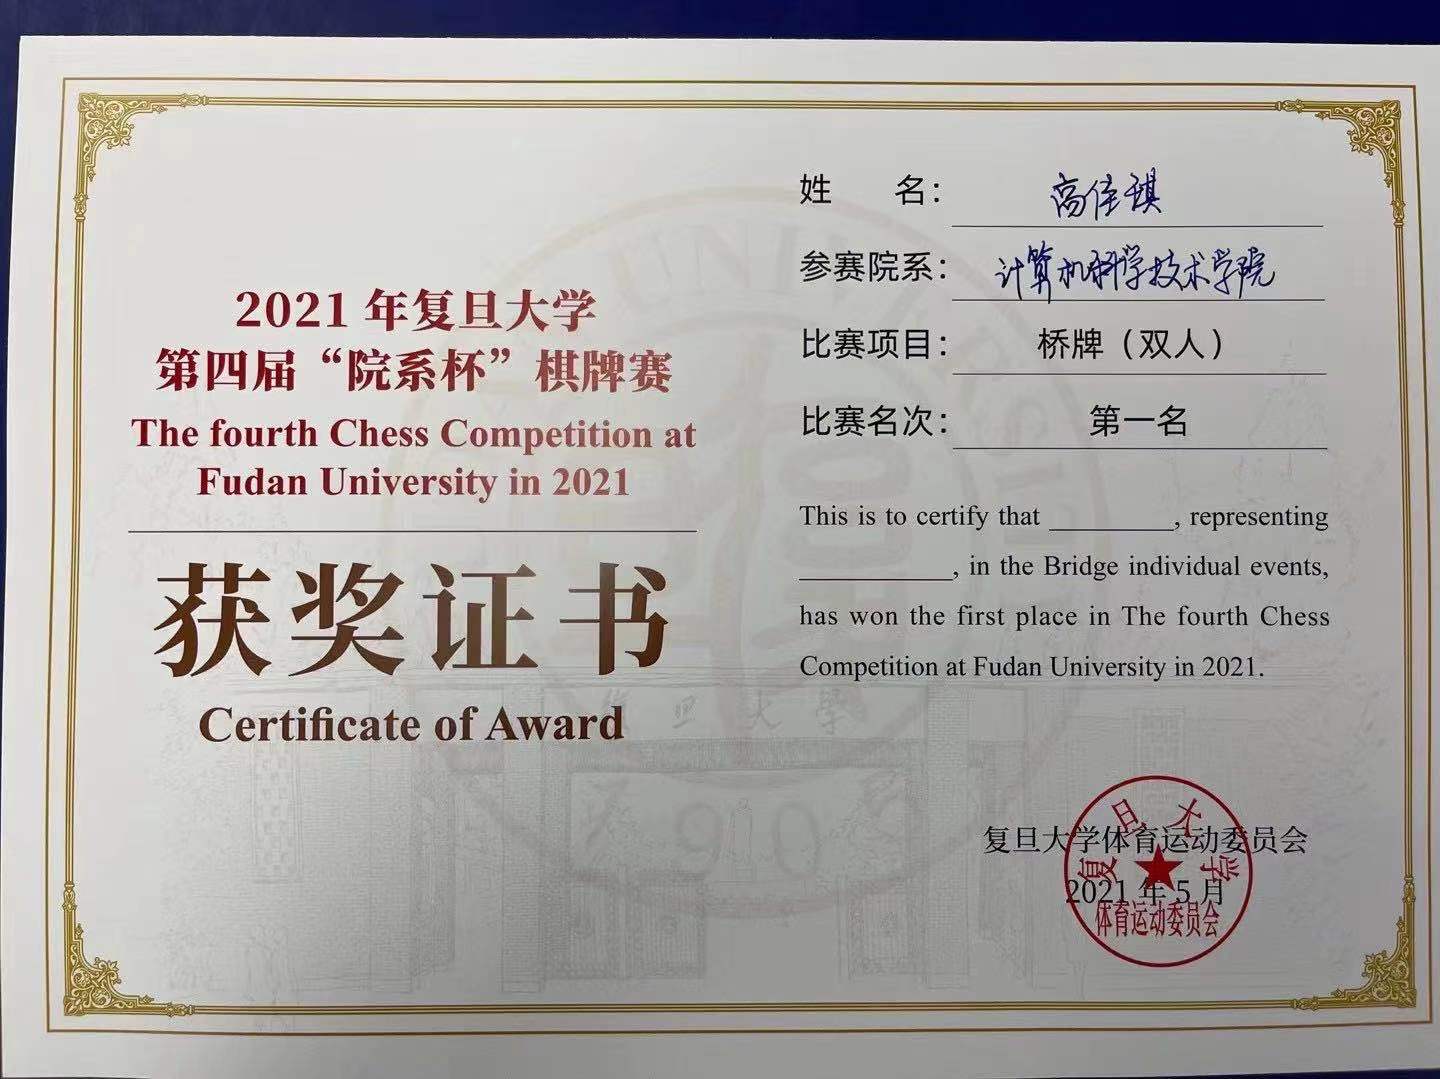 2021 年复旦大学
第四届“院系杯”棋牌赛
The fourth Chess Competition at
Fudan University in 2021
获奖证书
Certificate of Award
姓 名： 高佳琪
参赛院系： 计算机科学技术学院
比赛项目： 桥牌（双人）
比赛名次： 第一名
This is to certify that _________, representing
___________, in the Bridge individual events,
has won the first place in The fourth Chess
Competition at Fudan University in 2021.
复旦大学体育运动委员会
2021 年 5 月
复旦大学
体育运动委员会